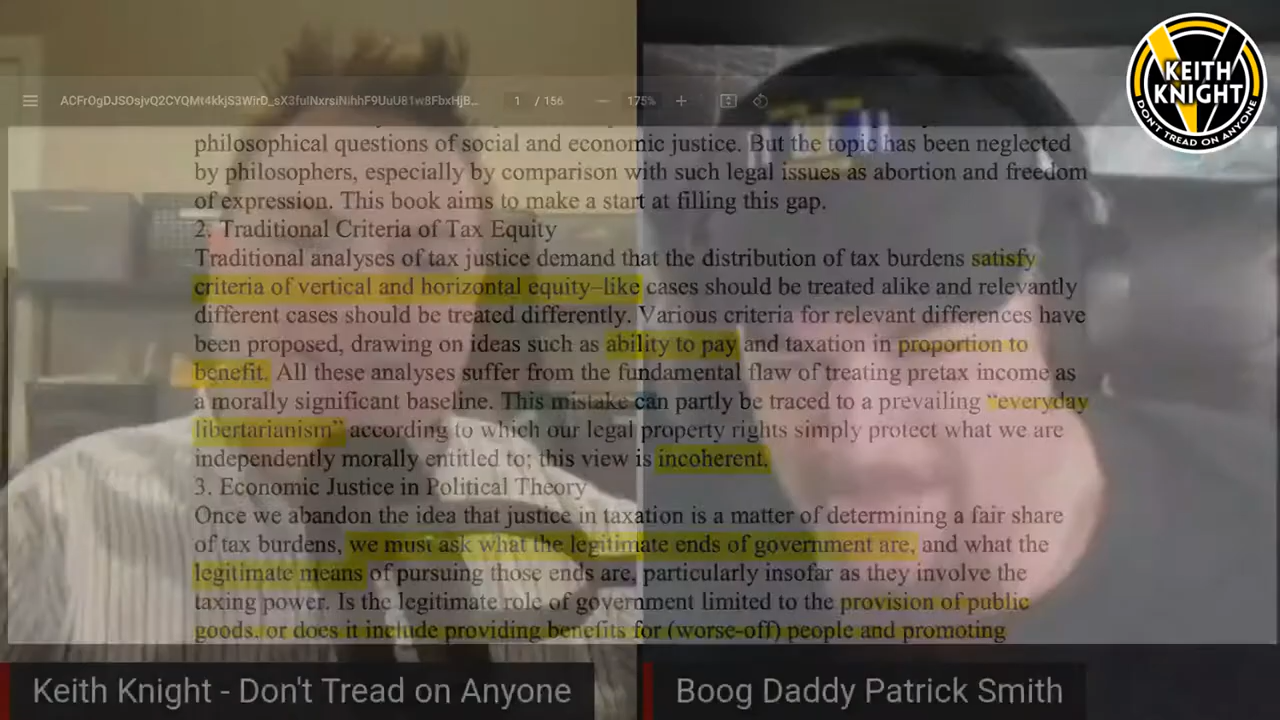 KEITH
KNIGHT
DON'T TREAD ON ANYONE
1 / 156
175%
philosophical questions of social and economic justice. But the topic has been neglected
by philosophers, especially by comparison with such legal issues as abortion and freedom
of expression. This book aims to make a start at filling this gap.
2. Traditional Criteria of Tax Equity
Traditional analyses of tax justice demand that the distribution of tax burdens satisfy
criteria of vertical and horizontal equity–like cases should be treated alike and relevantly
different cases should be treated differently. Various criteria for relevant differences have
been proposed, drawing on ideas such as ability to pay and taxation in proportion to
benefit. All these analyses suffer from the fundamental flaw of treating pretax income as
a morally significant baseline. This mistake can partly be traced to a prevailing “everyday
libertarianism” according to which our legal property rights simply protect what we are
independently morally entitled to; this view is incoherent.
3. Economic Justice in Political Theory
Once we abandon the idea that justice in taxation is a matter of determining a fair share
of tax burdens, we must ask what the legitimate ends of government are, and what the
legitimate means of pursuing those ends are, particularly insofar as they involve the
taxing power. Is the legitimate role of government limited to the provision of public
goods, or does it include providing benefits for (worse-off) people and promoting
Keith Knight - Don't Tread on Anyone
Boog Daddy Patrick Smith